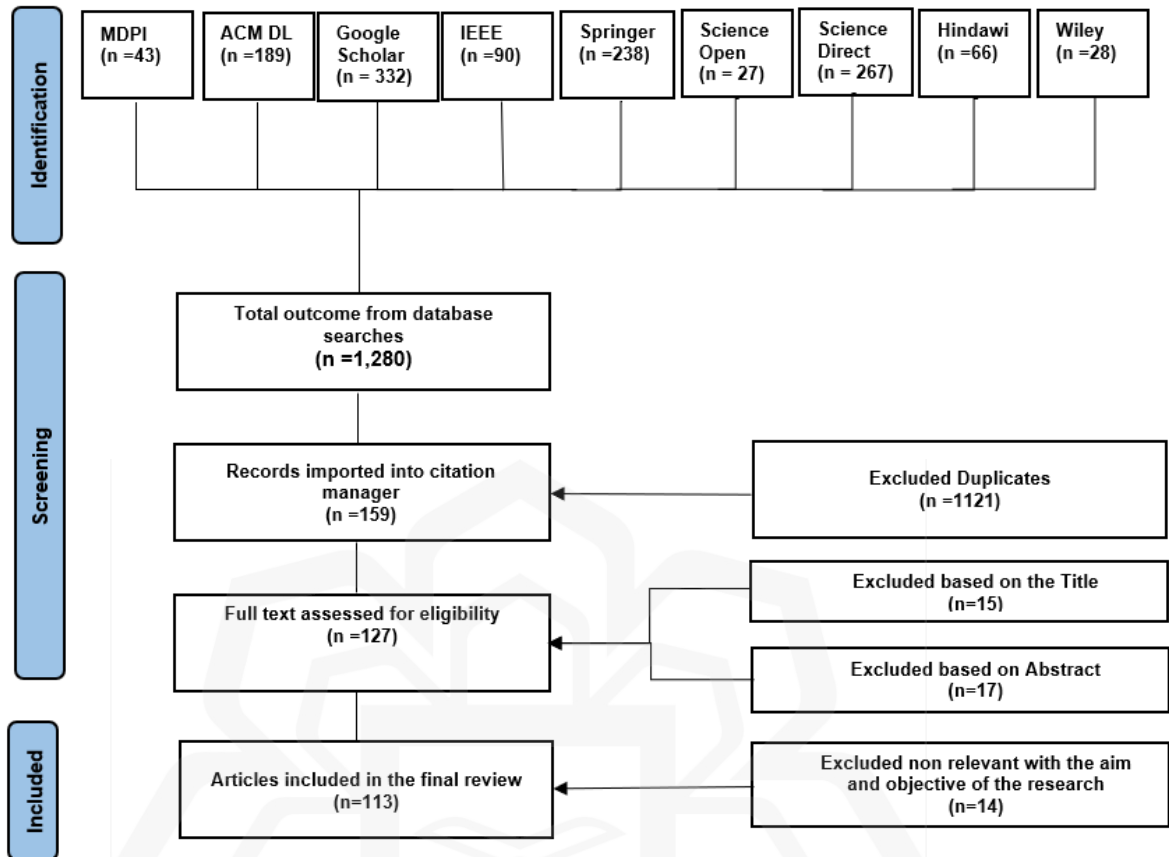 Identification
MDPI
(n =43)
ACM DL
(n =189)
Google
Scholar
(n = 332)
IEEE
(n =90)
Springer
(n =238)
Science
Open
(n = 27)
Science
Direct
(n = 267)
Hindawi
(n =66)
Wiley
(n =28)
Screening
Total outcome from database
searches
(n =1,280)
Records imported into citation
manager
(n =159)
Excluded Duplicates
(n =1121)
Full text assessed for eligibility
(n =127)
Excluded based on the Title
(n=15)
Excluded based on Abstract
(n=17)
Included
Articles included in the final review
(n=113)
Excluded non relevant with the aim
and objective of the research
(n=14)